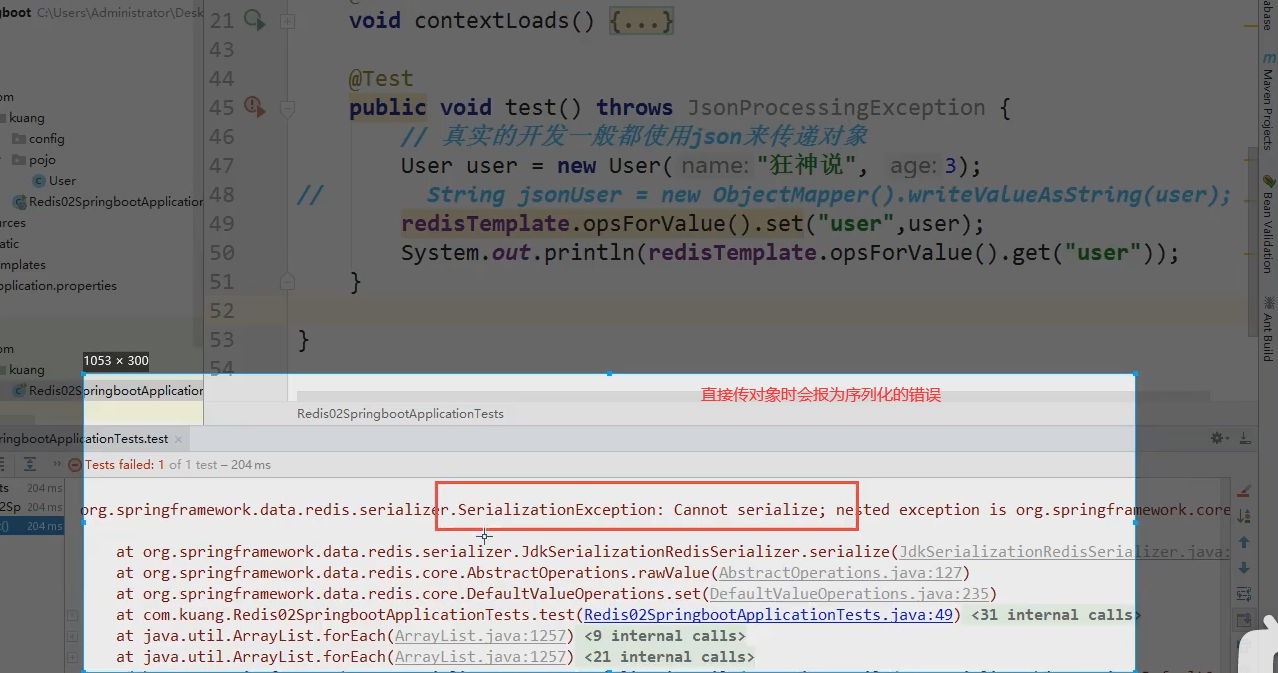 gboot C:\Users\Administrator\Desk
om
kuang
config
pojo
User
Redis02SpringbootApplication
urces
atic
mplates
pplication.properties
om
kuang
Redis02SpringbootApplication
21 void contextLoads() {...}
43
44 @Test
45 public void test() throws JsonProcessingException {
46 // 真实的开发一般都使用json来传递对象
47 User user = new User( name: "狂神说", age: 3);
48 // String jsonUser = new ObjectMapper().writeValueAsString(user);
49 redisTemplate.opsForValue().set("user",user);
50 System.out.println(redisTemplate.opsForValue().get("user"));
51 }
52
53 }
54
1053 × 300
直接传对象时会报为序列化的错误
Redis02SpringbootApplicationTests
ringbootApplicationTests.test ×
» Tests failed: 1 of 1 test – 204 ms
ts 204 ms
2Sp 204 ms
() 204 ms
org.springframework.data.redis.serializer.SerializationException: Cannot serialize; nested exception is org.springframework.core
at org.springframework.data.redis.serializer.JdkSerializationRedisSerializer.serialize(JdkSerializationRedisSerializer.java:
at org.springframework.data.redis.core.AbstractOperations.rawValue(AbstractOperations.java:127)
at org.springframework.data.redis.core.DefaultValueOperations.set(DefaultValueOperations.java:235)
at com.kuang.Redis02SpringbootApplicationTests.test(Redis02SpringbootApplicationTests.java:49) <31 internal calls>
at java.util.ArrayList.forEach(ArrayList.java:1257) <9 internal calls>
at java.util.ArrayList.forEach(ArrayList.java:1257) <21 internal calls>
abase
m Maven Projects
Bean Validation
Ant Build